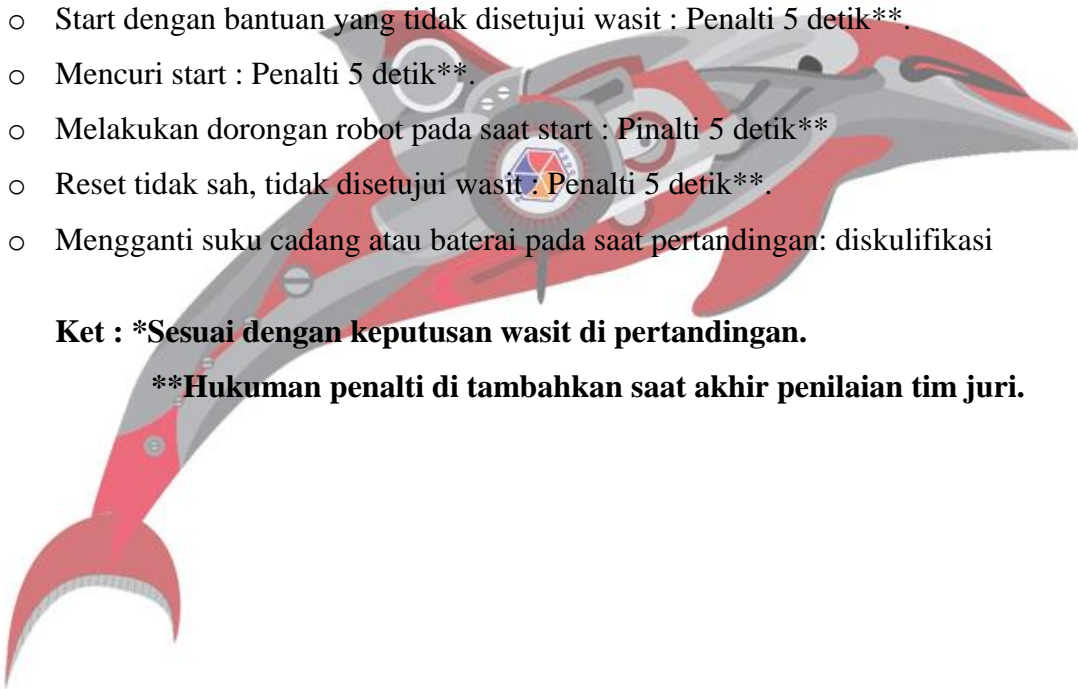 o Start dengan bantuan yang tidak disetujui wasit : Penalti 5 detik**.
o Mencuri start : Penalti 5 detik**.
o Melakukan dorongan robot pada saat start : Pinalti 5 detik**
o Reset tidak sah, tidak disetujui wasit : Penalti 5 detik**.
o Mengganti suku cadang atau baterai pada saat pertandingan: diskulifikasi
Ket : *Sesuai dengan keputusan wasit di pertandingan.
**Hukuman penalti di tambahkan saat akhir penilaian tim juri.